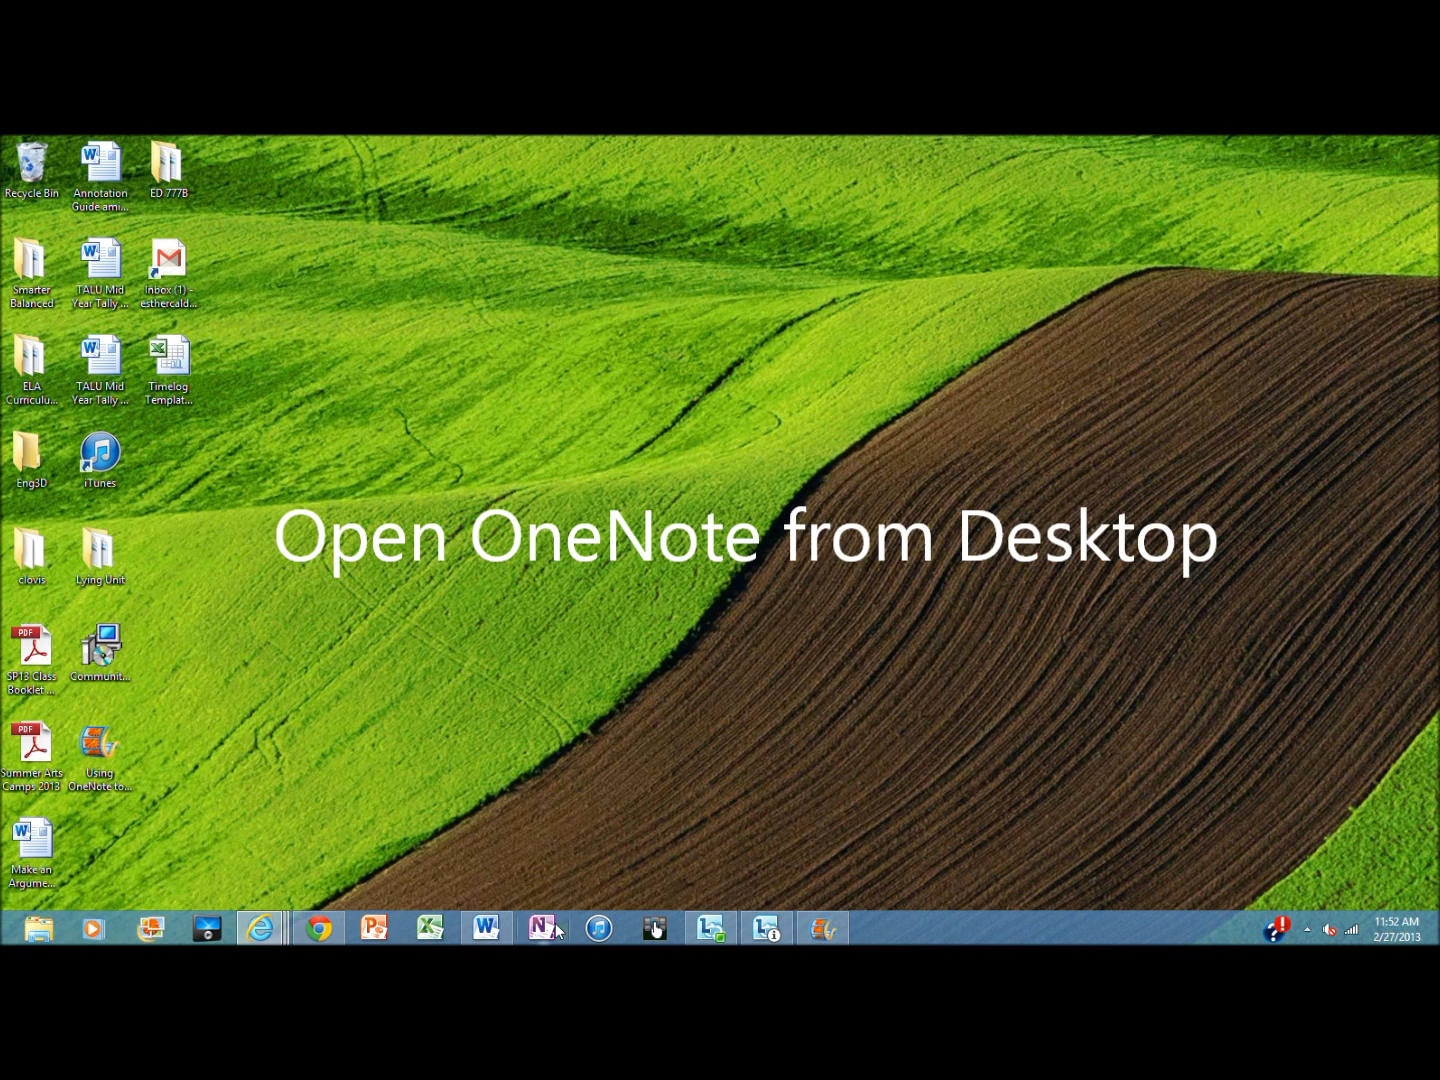 Recycle Bin
Annotation
Guide ami...
ED 777B
Smarter
Balanced
TALU Mid
Year Tally ...
Inbox (1) -
esthercald...
ELA
Curriculu...
TALU Mid
Year Tally ...
Timelog
Templat...
Eng3D
iTunes
Open OneNote from Desktop
clovis
Lying Unit
PDF
SP13 Class
Booklet ...
Communit...
PDF
Summer Arts
Camps 2013
Using
OneNote to...
Make an
Argume...
11:52 AM
2/27/2013